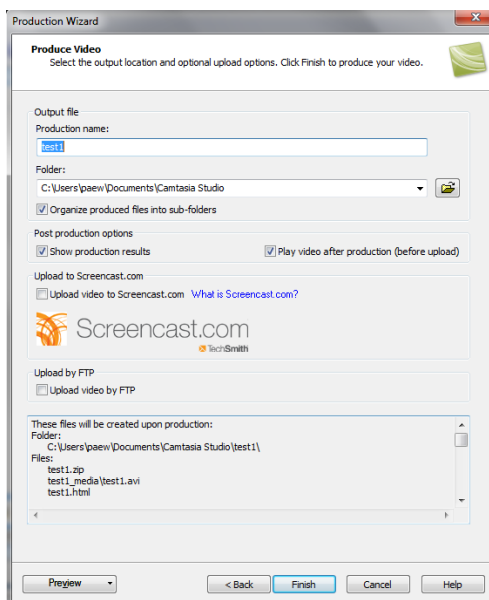 Production Wizard
Produce Video
Select the output location and optional upload options. Click Finish to produce your video.
Output file
Production name:
test1
Folder:
C:\Users\paew\Documents\Camtasia Studio
Organize produced files into sub-folders
Post production options
Show production results
Play video after production (before upload)
Upload to Screencast.com
Upload video to Screencast.com What is Screencast.com?
Screencast.com
TechSmith
Upload by FTP
Upload video by FTP
These files will be created upon production:
Folder:
C:\Users\paew\Documents\Camtasia Studio\test1\
Files:
test1.zip
test1_media\test1.avi
test1.html
Preview < Back Finish Cancel Help